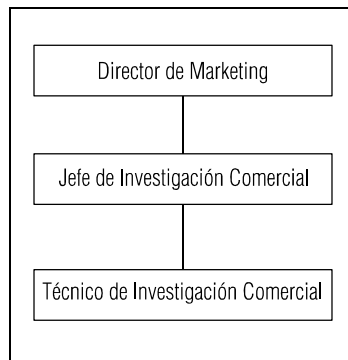 Director de Marketing
Jefe de Investigación Comercial
Técnico de Investigación Comercial